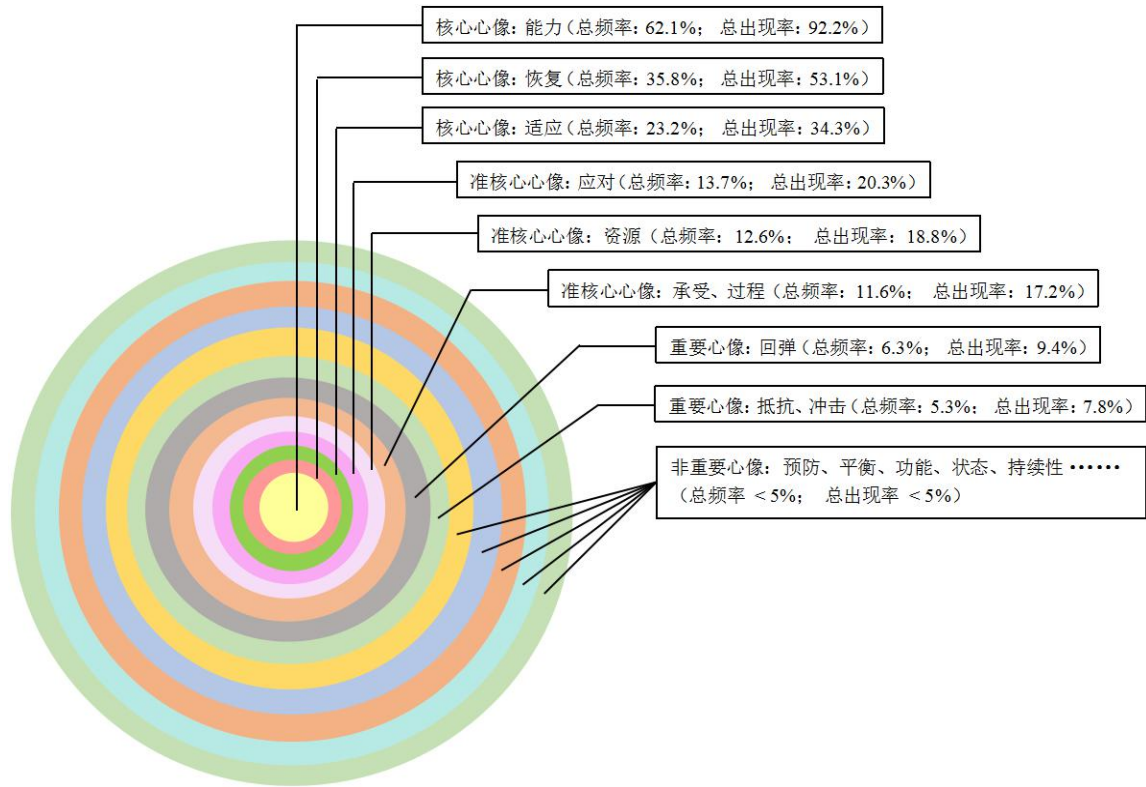 核心心像：能力（总频率：62.1%； 总出现率：92.2%）
核心心像：恢复（总频率：35.8%； 总出现率：53.1%）
核心心像：适应（总频率：23.2%； 总出现率：34.3%）
准核心心像：应对（总频率：13.7%； 总出现率：20.3%）
准核心心像：资源（总频率：12.6%； 总出现率：18.8%）
准核心心像：承受、过程（总频率：11.6%； 总出现率：17.2%）
重要心像：回弹（总频率：6.3%； 总出现率：9.4%）
重要心像：抵抗、冲击（总频率：5.3%； 总出现率：7.8%）
非重要心像：预防、平衡、功能、状态、持续性 ••••••
（总频率 < 5%； 总出现率 < 5%）